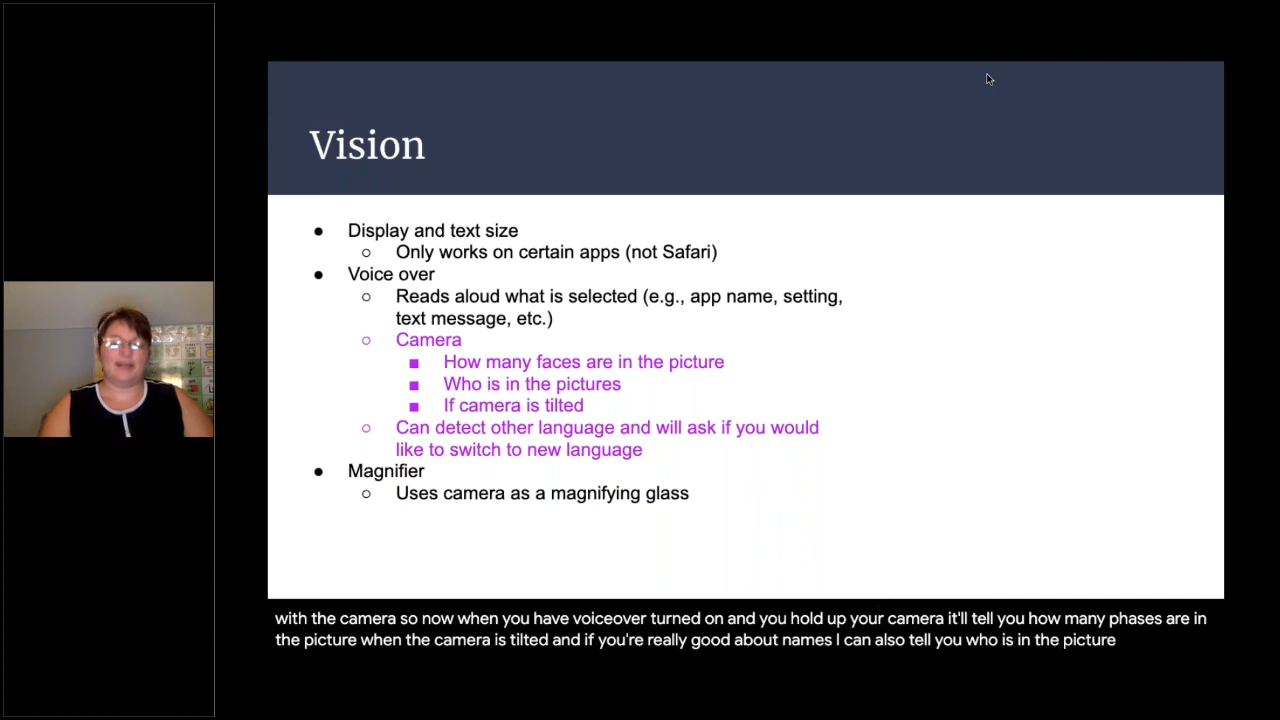 Vision
● Display and text size
○ Only works on certain apps (not Safari)
● Voice over
○ Reads aloud what is selected (e.g., app name, setting,
text message, etc.)
○ Camera
■ How many faces are in the picture
■ Who is in the pictures
■ If camera is tilted
○ Can detect other language and will ask if you would
like to switch to new language
● Magnifier
○ Uses camera as a magnifying glass
with the camera so now when you have voiceover turned on and you hold up your camera it'll tell you how many phases are in
the picture when the camera is tilted and if you're really good about names I can also tell you who is in the picture